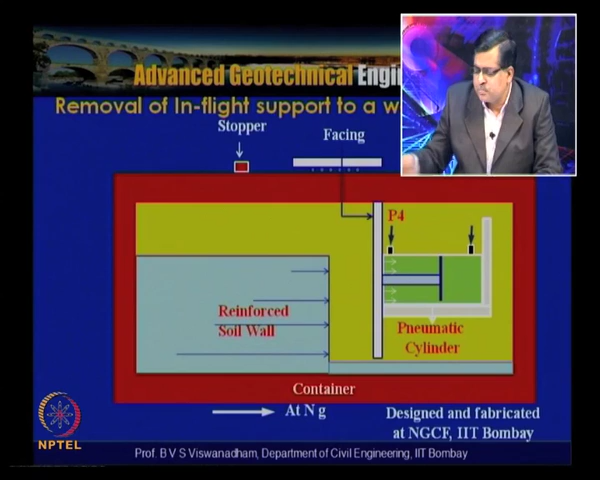 Advanced Geotechnical Engi
Removal of In-flight support to a w
Stopper
Facing
P4
Reinforced
Soil Wall
Pneumatic
Cylinder
Container
At N g
Designed and fabricated
at NGCF, IIT Bombay
NPTEL
Prof. B V S Viswanadham, Department of Civil Engineering, IIT Bombay